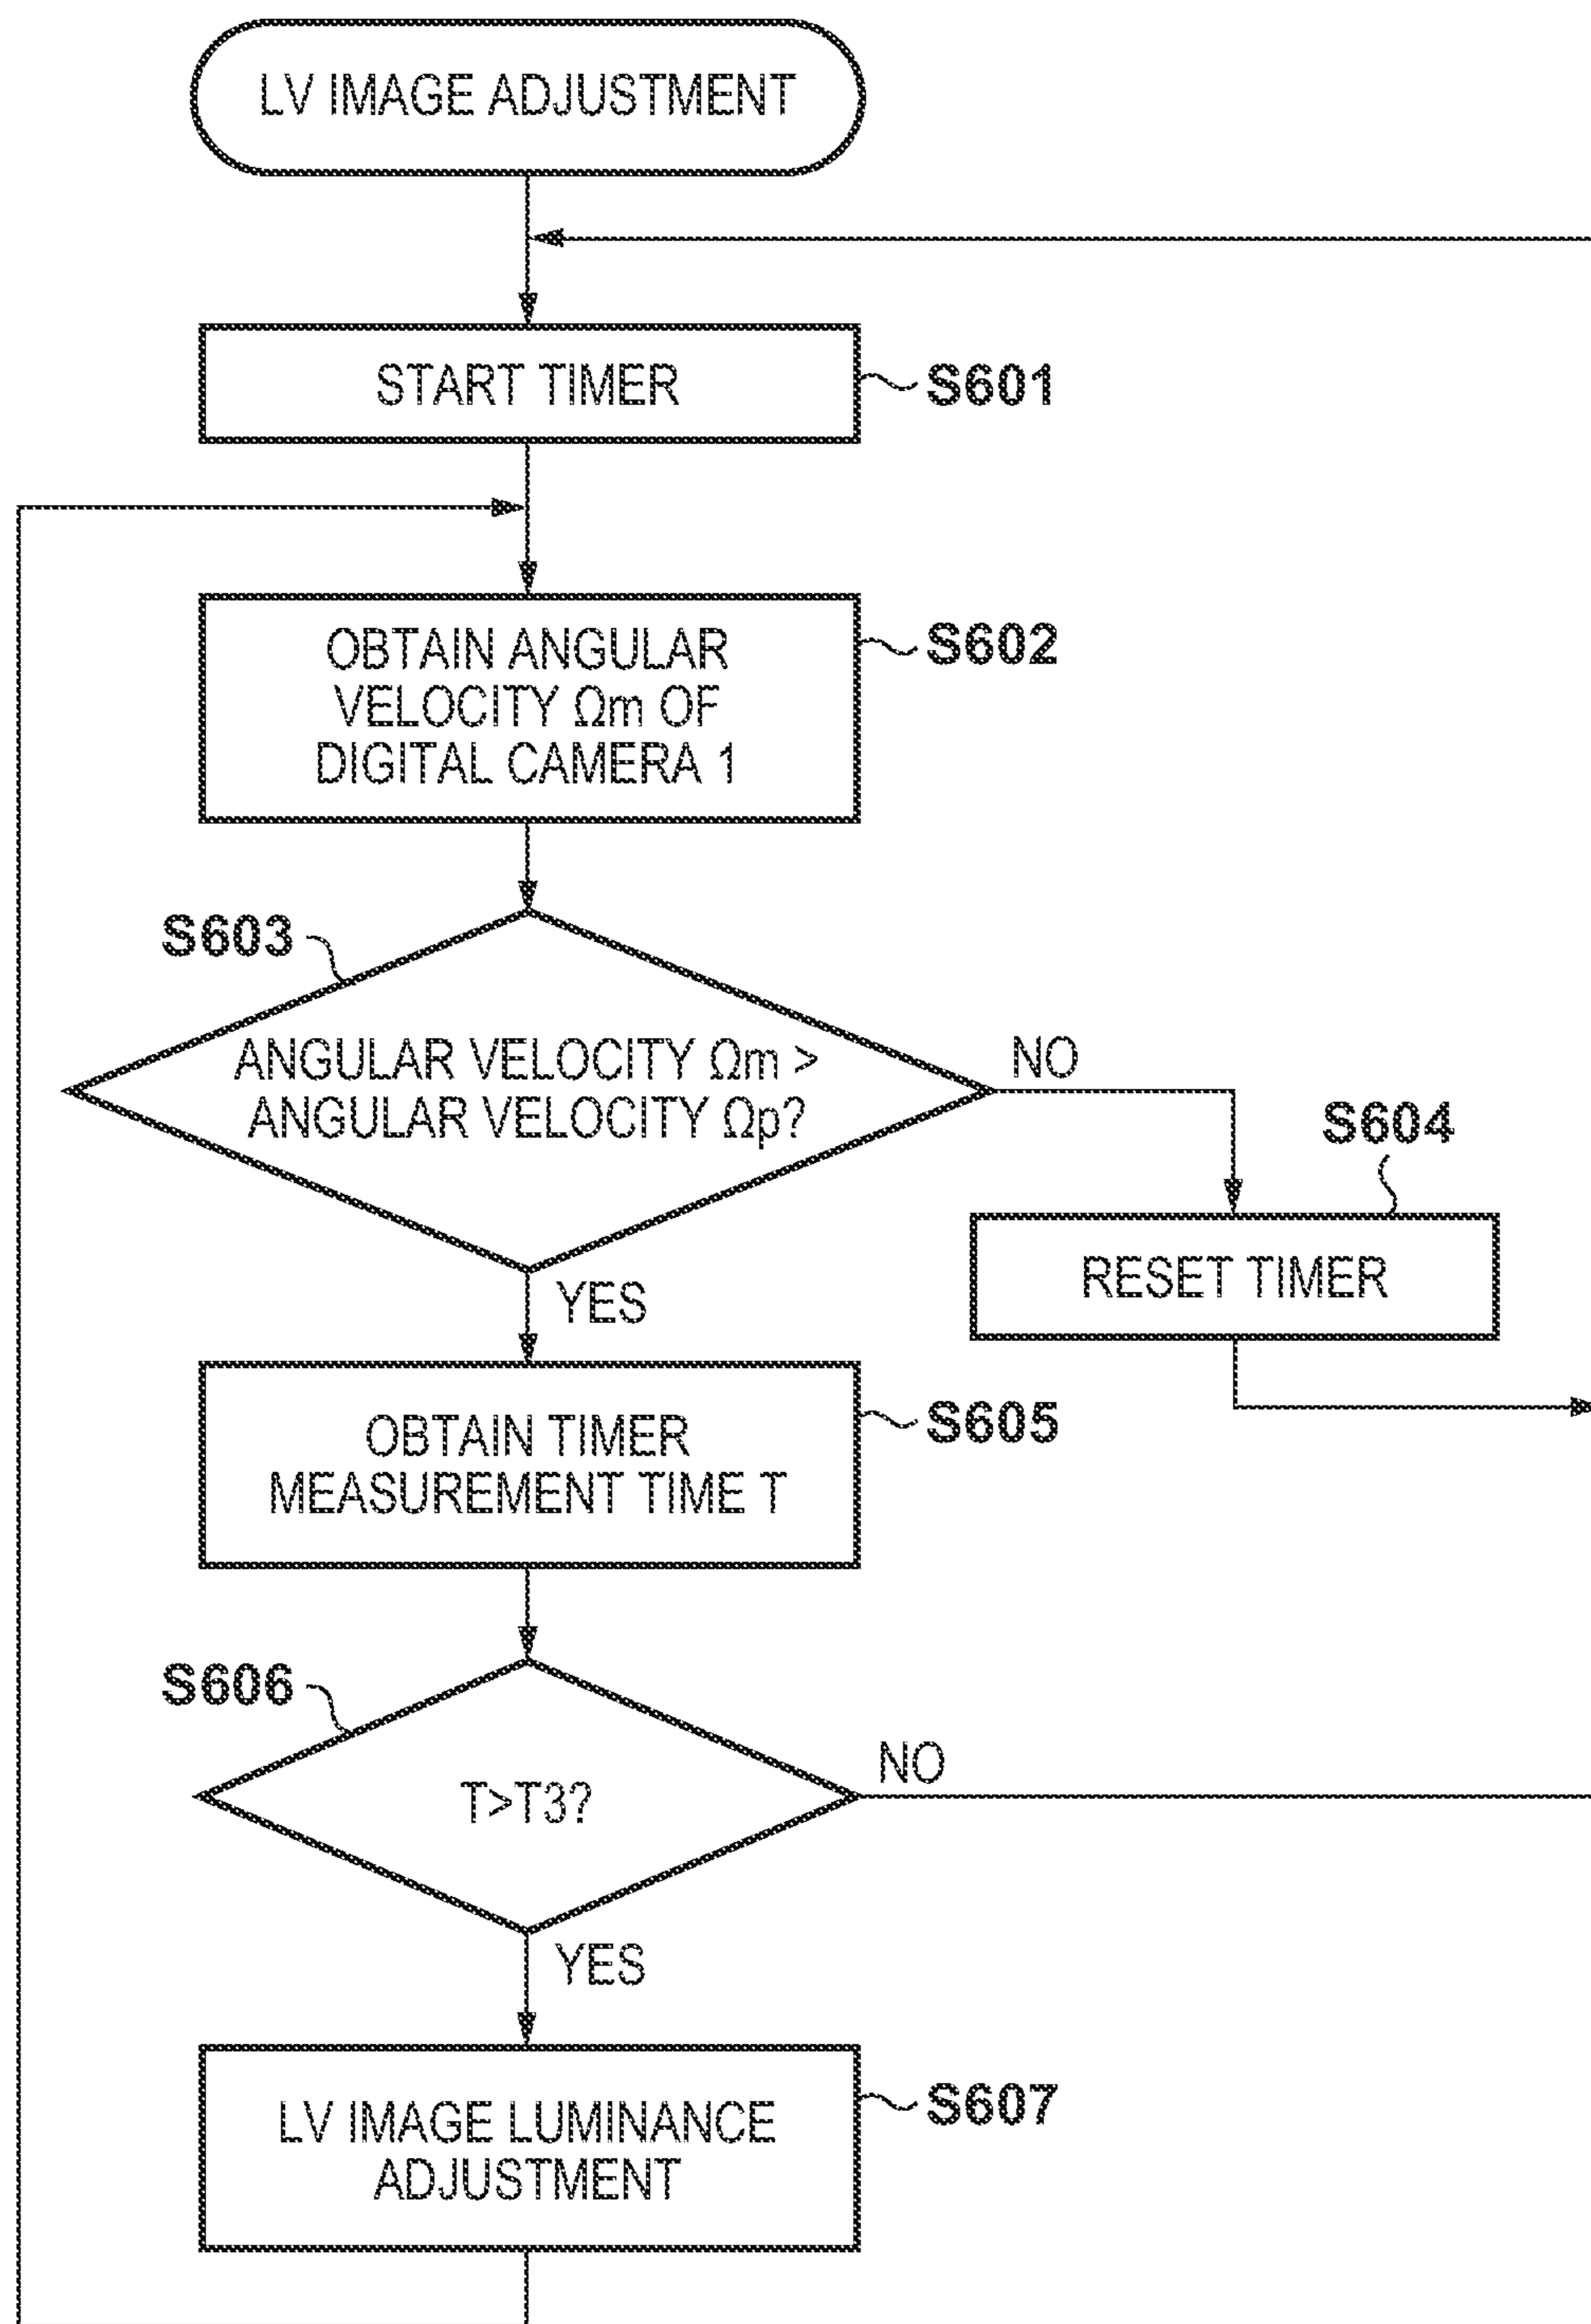 LV IMAGE ADJUSTMENT
START TIMER
S601
OBTAIN ANGULAR
VELOCITY Ωm OF
DIGITAL CAMERA 1
S602
S603
ANGULAR VELOCITY Ωm >
ANGULAR VELOCITY Ωp?
NO
S604
RESET TIMER
YES
OBTAIN TIMER
MEASUREMENT TIME T
S605
S606
T>T3?
NO
YES
LV IMAGE LUMINANCE
ADJUSTMENT
S607